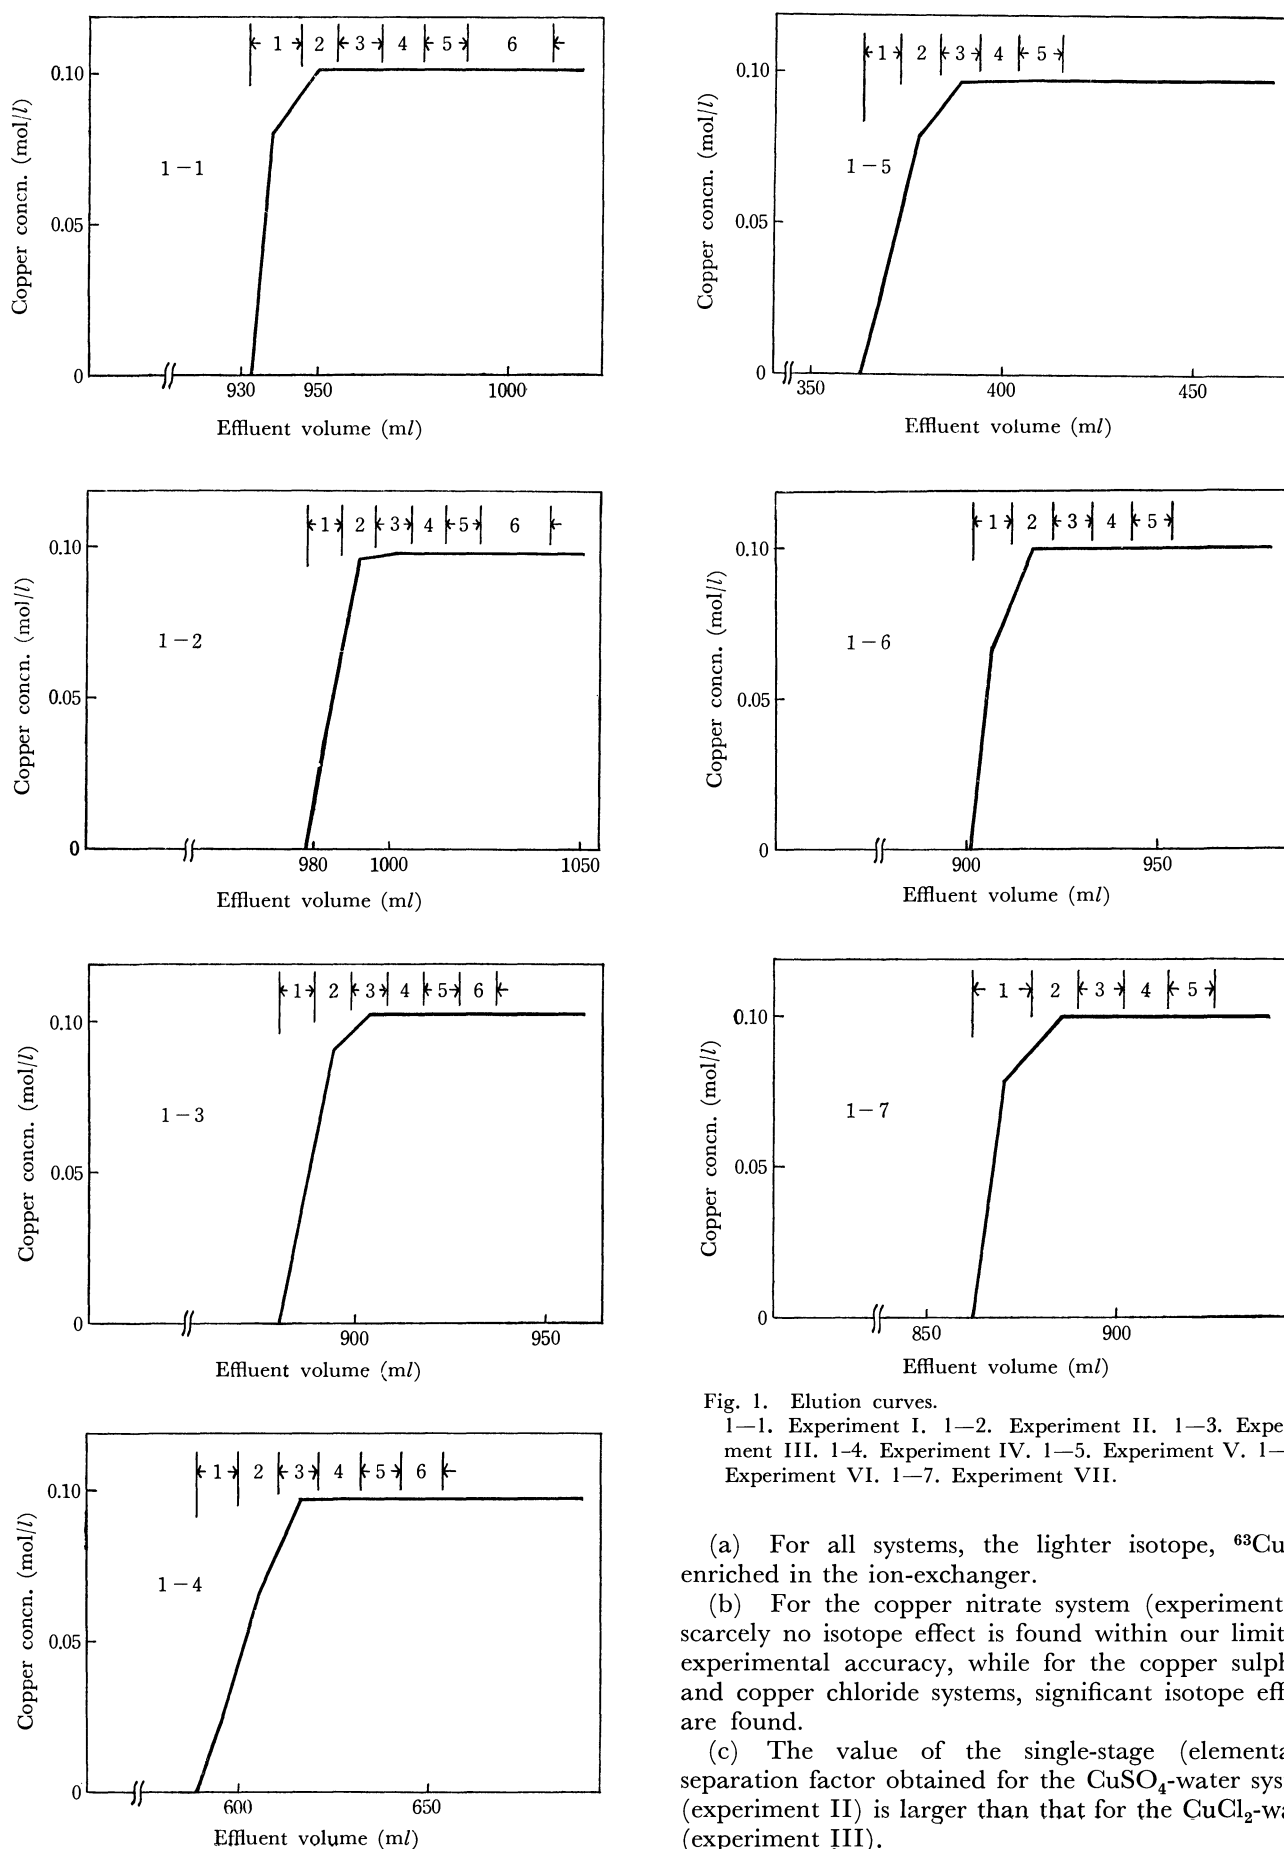 1 2 3 4 5 6
0.10
0.05
0
1－1
Copper concn. (mol/l)
930 950 1000
Effluent volume (ml)
1 2 3 4 5 6
0.10
0.05
0
1－2
Copper concn. (mol/l)
980 1000 1050
Effluent volume (ml)
1 2 3 4 5 6
0.10
0.05
0
1－3
Copper concn. (mol/l)
900 950
Effluent volume (ml)
1 2 3 4 5 6
0.10
0.05
0
1－4
Copper concn. (mol/l)
600 650
Effluent volume (ml)
1 2 3 4 5
0.10
0.05
0
1－5
Copper concn. (mol/l)
350 400 450
Effluent volume (ml)
1 2 3 4 5
0.10
0.05
0
1－6
Copper concn. (mol/l)
900 950
Effluent volume (ml)
1 2 3 4 5
0.10
0.05
0
1－7
Copper concn. (mol/l)
850 900
Effluent volume (ml)
Fig. 1. Elution curves.
1—1. Experiment I. 1—2. Experiment II. 1—3. Expe
ment III. 1-4. Experiment IV. 1—5. Experiment V. 1—
Experiment VI. 1—7. Experiment VII.
(a) For all systems, the lighter isotope, ⁶³Cu
enriched in the ion-exchanger.
(b) For the copper nitrate system (experiment
scarcely no isotope effect is found within our limit
experimental accuracy, while for the copper sulph
and copper chloride systems, significant isotope eff
are found.
(c) The value of the single-stage (elementa
separation factor obtained for the CuSO₄-water sys
(experiment II) is larger than that for the CuCl₂-wa
(experiment III).